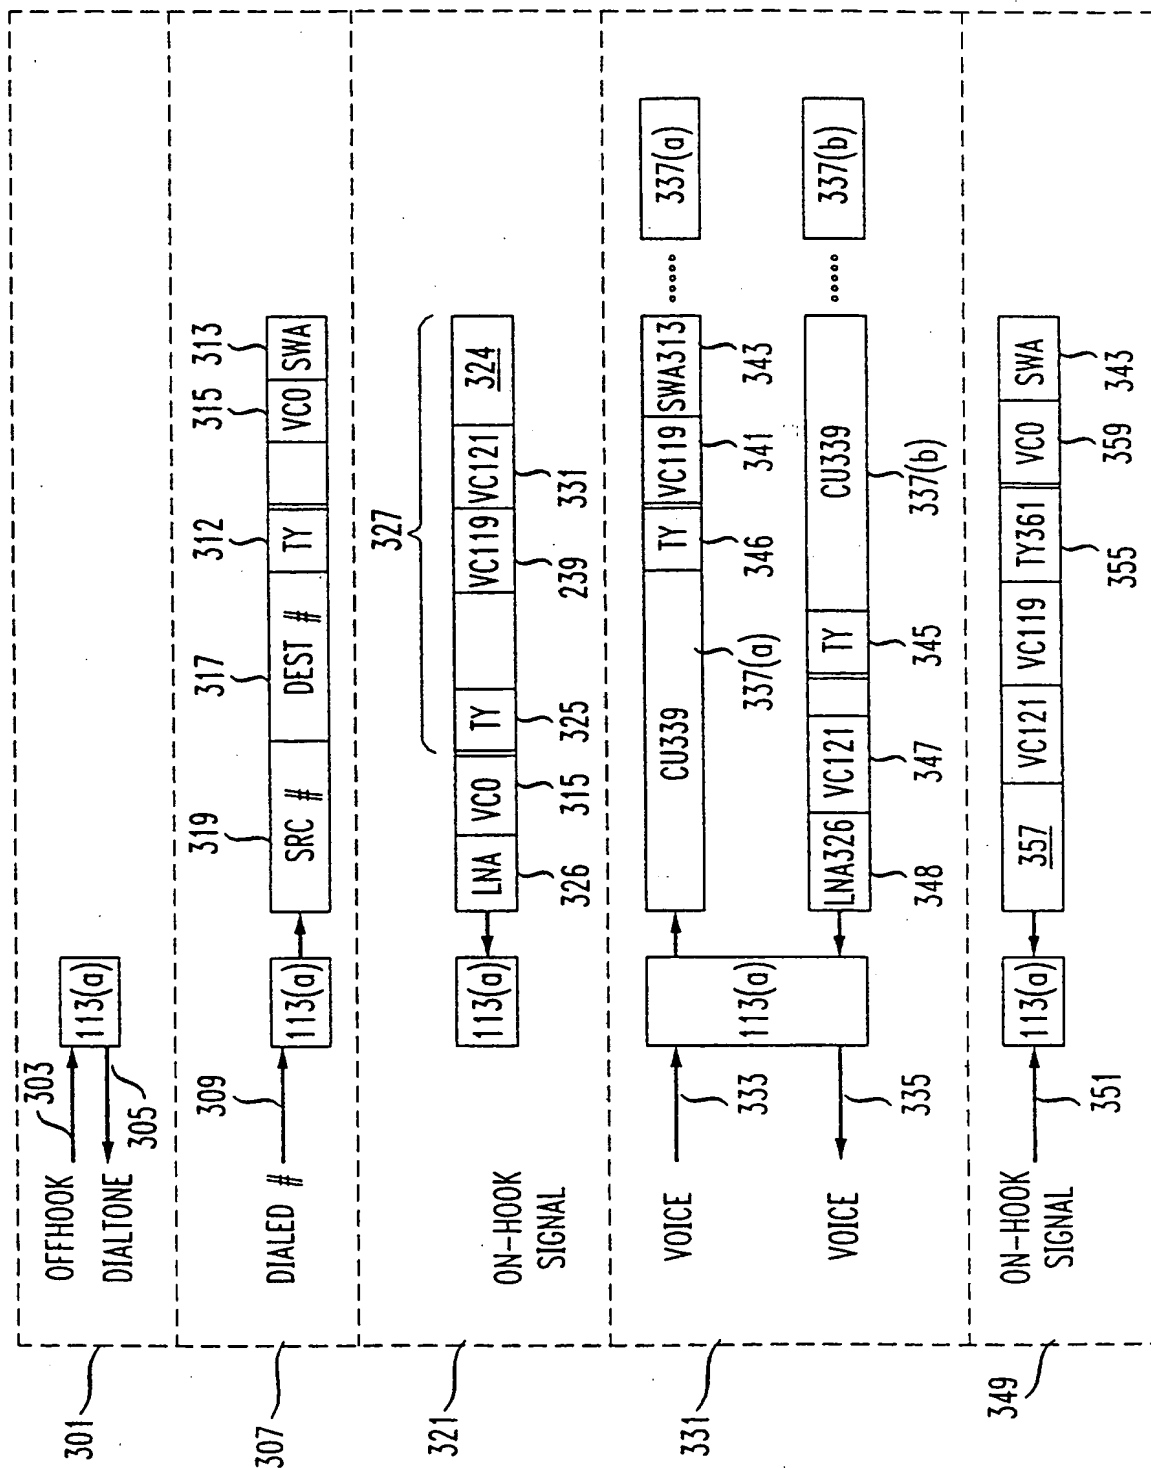 301
OFFHOOK
303
113(a)
DIALTONE
305
307
DIALED #
309
113(a)
319
317
312
315
313
SRC #
DEST #
TY
VC0
SWA
321
327
ON-HOOK
SIGNAL
113(a)
LNA
VC0
TY
VC119
VC121
324
326
315
325
239
331
331
VOICE
333
113(a)
CU339
TY
VC119
SWA313
337(a)
337(a)
346
341
343
VOICE
335
LNA326
VC121
TY
CU339
337(b)
348
347
345
337(b)
349
ON-HOOK
SIGNAL
351
113(a)
357
VC121
VC119
TY361
VC0
SWA
355
359
343